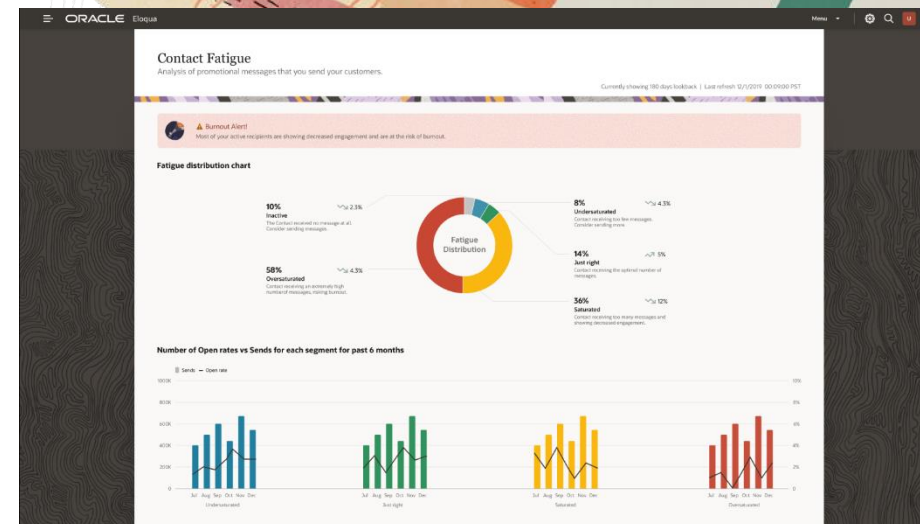 ORACLE Eloqua
Menu
U
Contact Fatigue
Analysis of promotional messages that you send your customers.
Currently showing 180 days lookback | Last refresh 12/1/2019 00:09:00 PST
Burnout Alert!
Most of your active recipients are showing decreased engagement and are at the risk of burnout.
Fatigue distribution chart
10% 2.3%
Inactive
The Contact received no message at all.
Consider sending messages.
58% 4.3%
Oversaturated
Contact receiving an extremely high
number of messages, risking burnout.
Fatigue
Distribution
8% 4.3%
Undersaturated
Contact receiving too few messages.
Consider sending more.
14% 5%
Just right
Contact receiving the optimal number of
messages.
36% 12%
Saturated
Contact receiving too many messages and
showing decreased engagement.
Number of Open rates vs Sends for each segment for past 6 months
Sends Open rate
800K 8%
600K 6%
400K 4%
200K 2%
0 0
Jul Aug Sep Oct Nov Dec
Undersaturated
Jul Aug Sep Oct Nov Dec
Just right
Jul Aug Sep Oct Nov Dec
Saturated
Jul Aug Sep Oct Nov Dec
Oversaturated